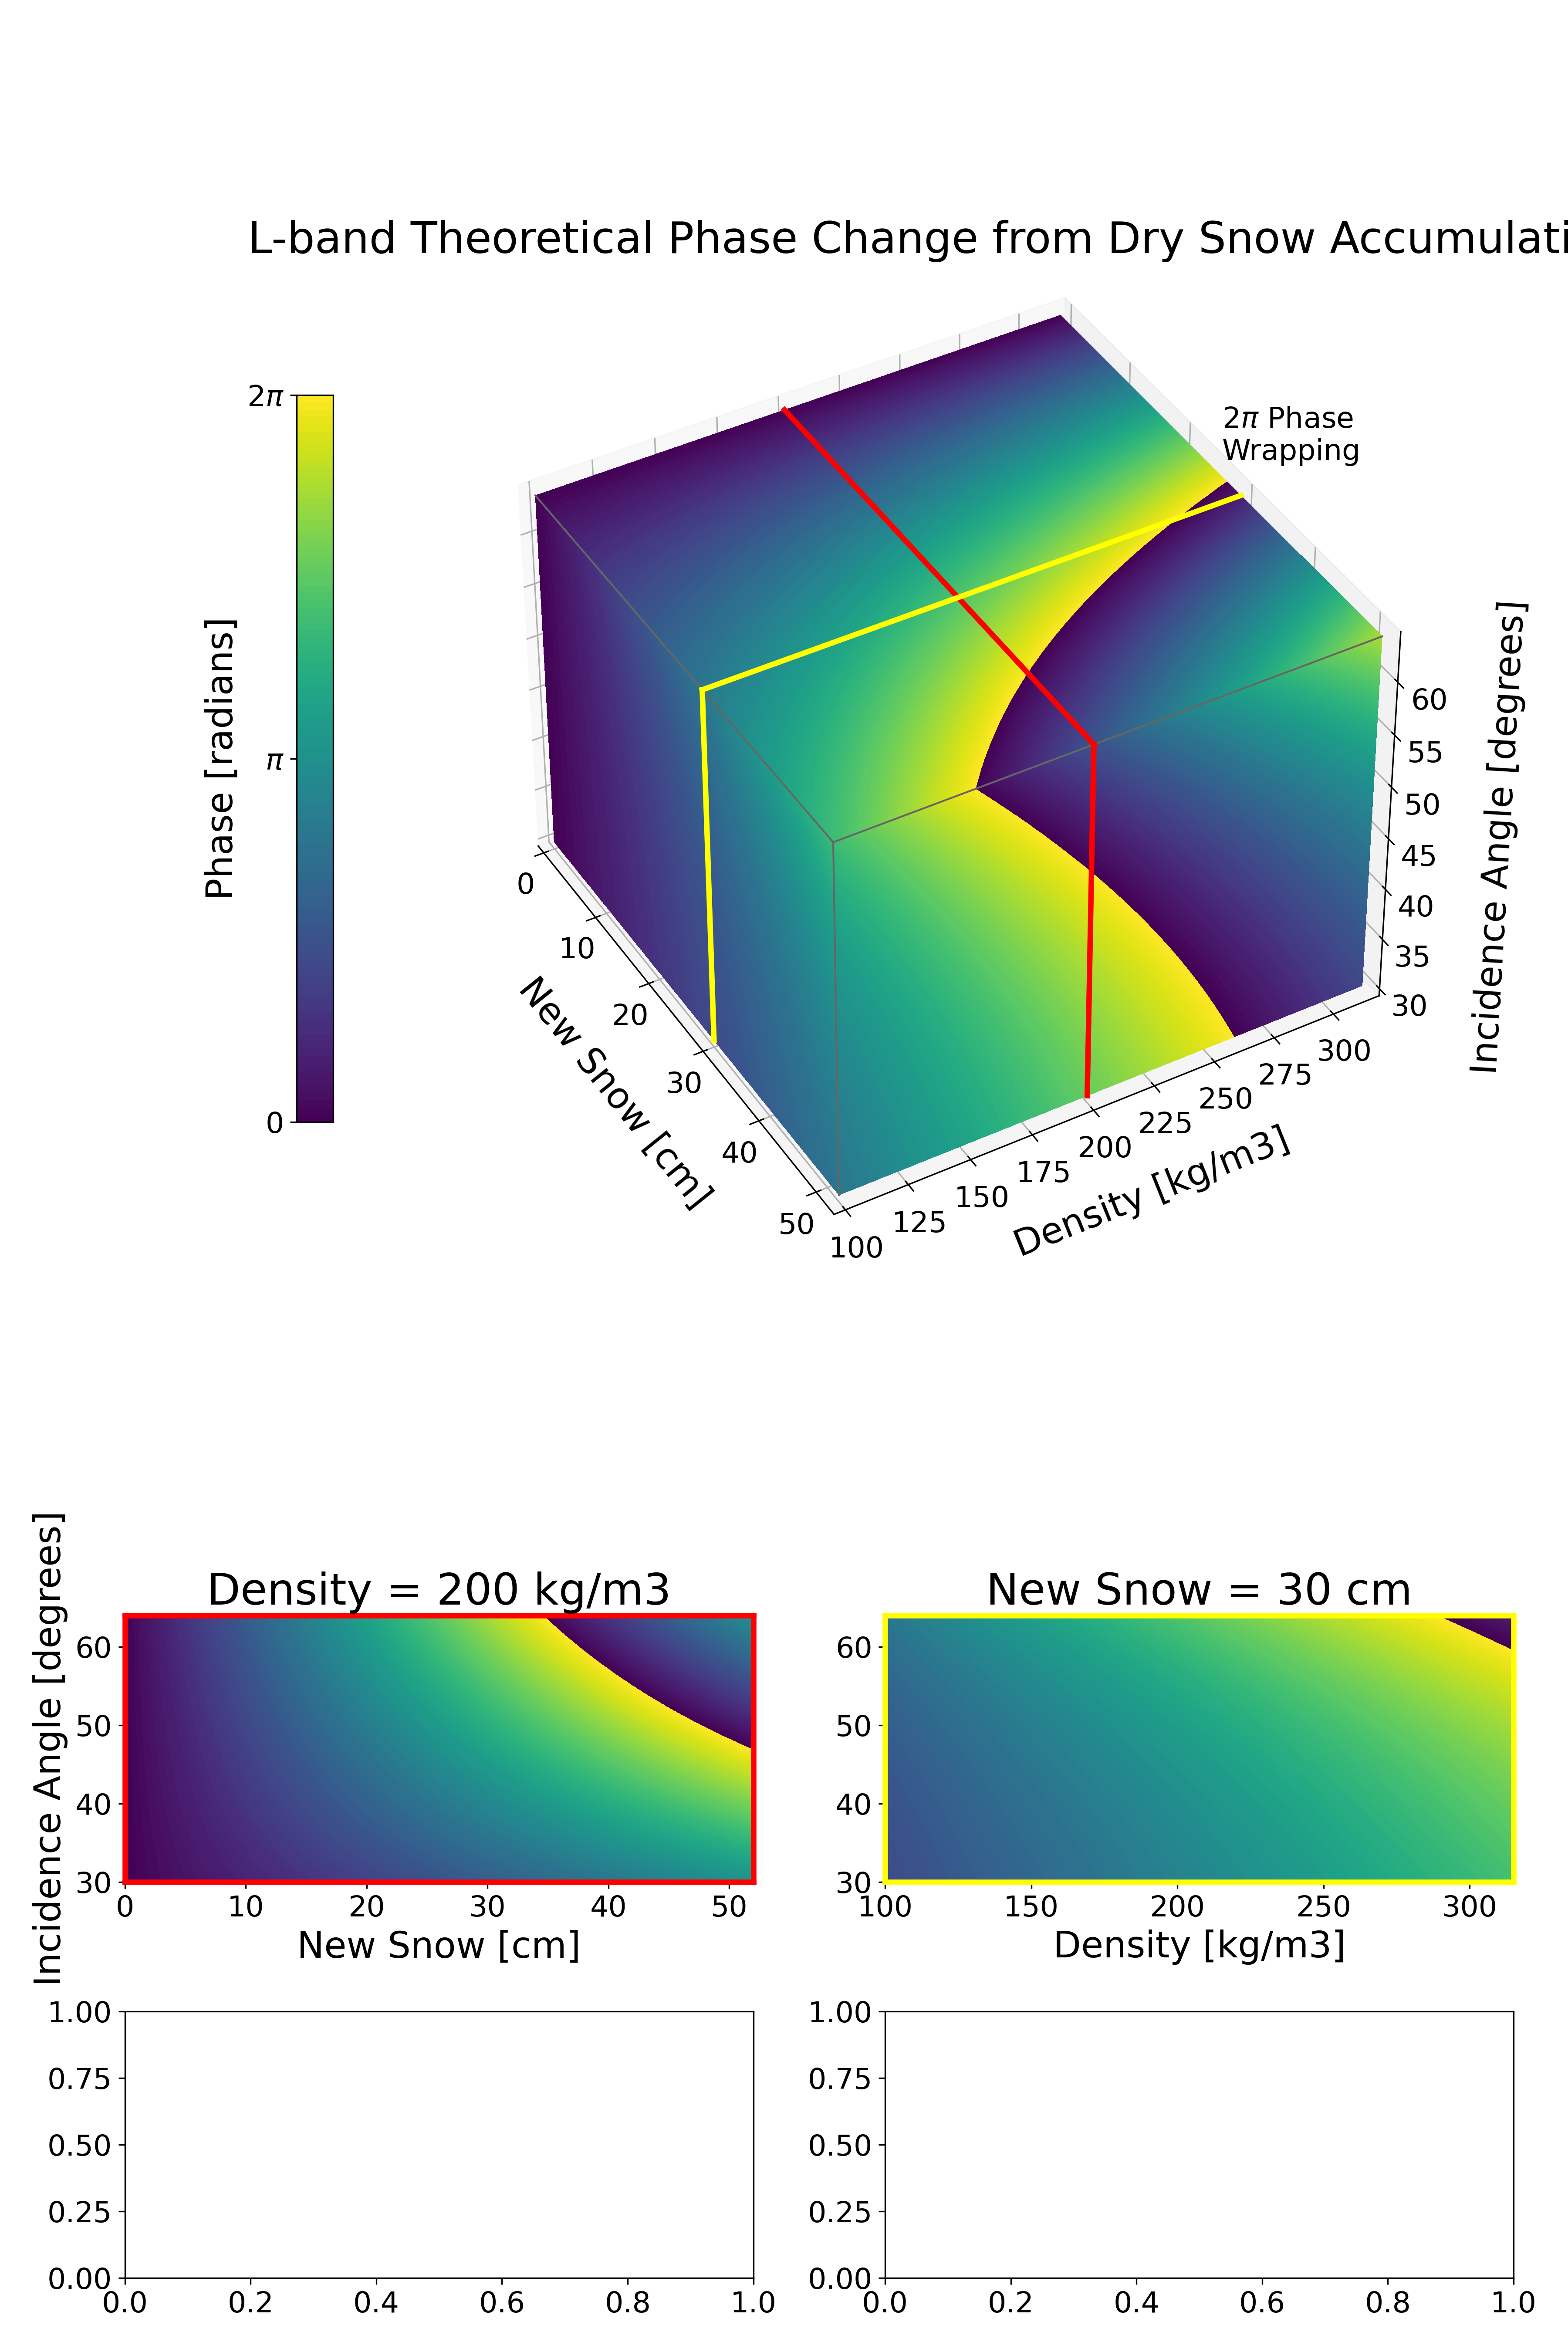 L-band Theoretical Phase Change from Dry Snow Accumulati
2π Phase
Wrapping
2π
π
0
Phase [radians]
0
10
20
30
40
50
New Snow [cm]
100
125
150
175
200
225
250
275
300
Density [kg/m3]
60
55
50
45
40
35
30
Incidence Angle [degrees]
Density = 200 kg/m3
60
50
40
30
Incidence Angle [degrees]
0 10 20 30 40 50
New Snow [cm]
New Snow = 30 cm
60
50
40
30
100 150 200 250 300
Density [kg/m3]
1.00
0.75
0.50
0.25
0.00
0.0 0.2 0.4 0.6 0.8 1.0
1.00
0.75
0.50
0.25
0.00
0.0 0.2 0.4 0.6 0.8 1.0